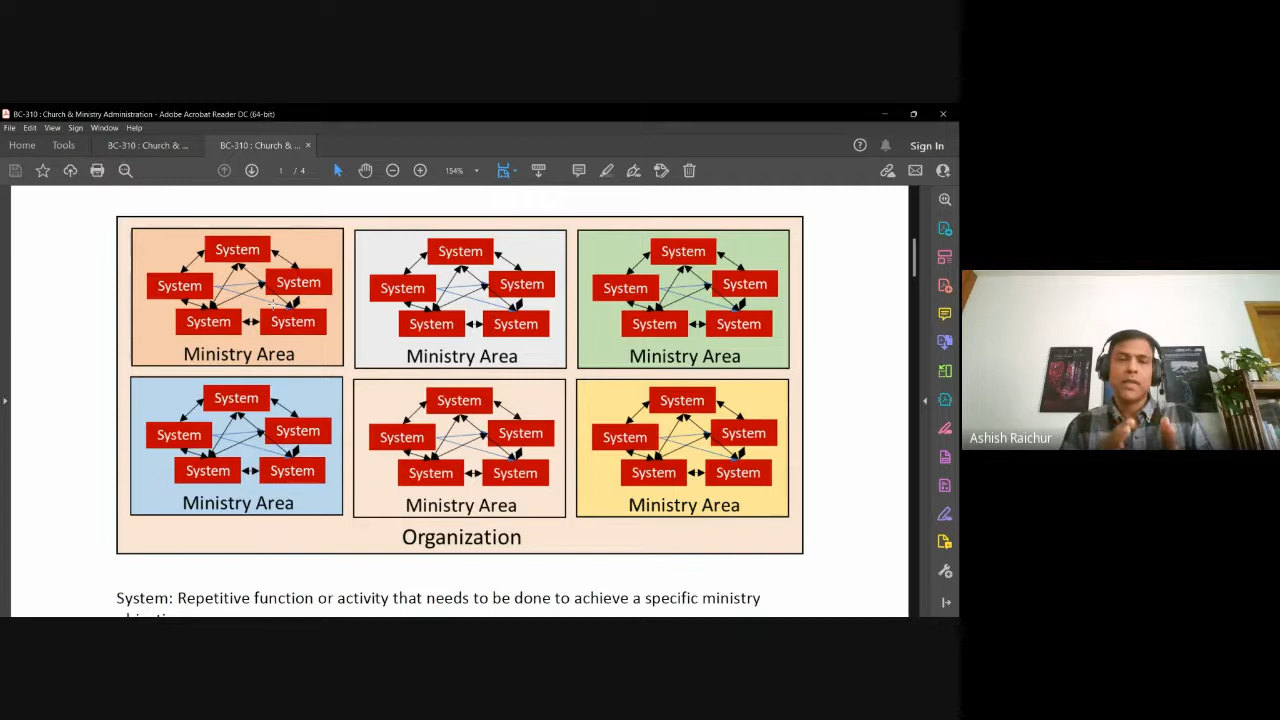 BC-310 : Church & Ministry Administration - Adobe Acrobat Reader DC (64-bit)
File Edit View Sign Window Help
Home Tools BC-310 : Church & ... BC-310 : Church & ... × Sign In
1 / 4 154%
System System System
System System System System System System
System System System System System System
Ministry Area Ministry Area Ministry Area
System System System
System System System System System System
System System System System System System
Ministry Area Ministry Area Ministry Area
Organization
System: Repetitive function or activity that needs to be done to achieve a specific ministry
Ashish Raichur